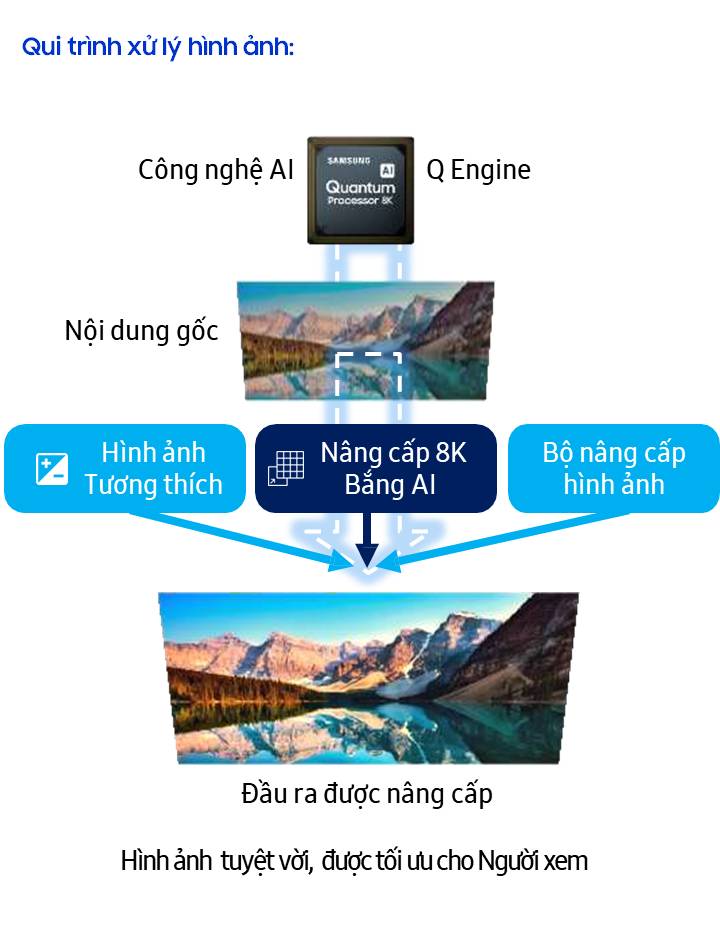 Qui trình xử lý hình ảnh:
Công nghệ AI
SAMSUNG
AI
Quantum
Processor 8K
Q Engine
Nội dung gốc
Hình ảnh
Tương thích
Nâng cấp 8K
Bắng AI
Bộ nâng cấp
hình ảnh
Đầu ra được nâng cấp
Hình ảnh tuyệt vời, được tối ưu cho Người xem